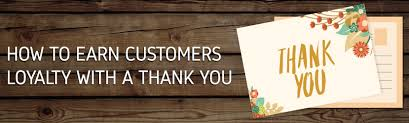 HOW TO EARN CUSTOMERS
LOYALTY WITH A THANK YOU
THANK
YOU